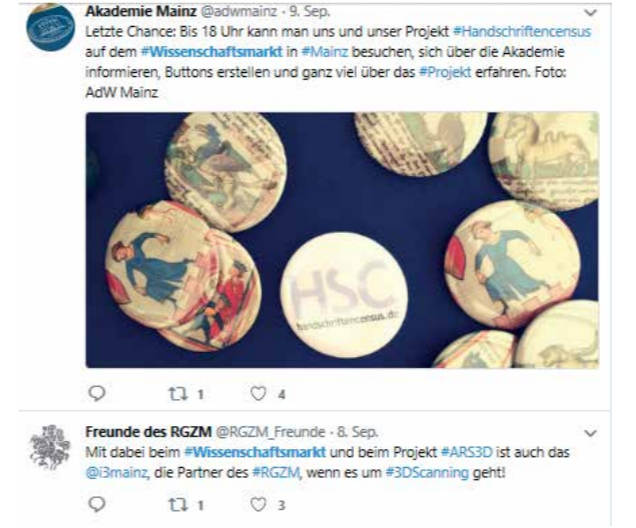 Akademie Mainz @adwmainz · 9. Sep.
Letzte Chance: Bis 18 Uhr kann man uns und unser Projekt #Handschriftencensus
auf dem #Wissenschaftsmarkt in #Mainz besuchen, sich über die Akademie
informieren, Buttons erstellen und ganz viel über das #Projekt erfahren. Foto:
AdW Mainz
HSC
handschriftencensus.de
1 4
Freunde des RGZM @RGZM_Freunde · 8. Sep.
Mit dabei beim #Wissenschaftsmarkt und beim Projekt #ARS3D ist auch das
@i3mainz, die Partner des #RGZM, wenn es um #3DScanning geht!
1 3